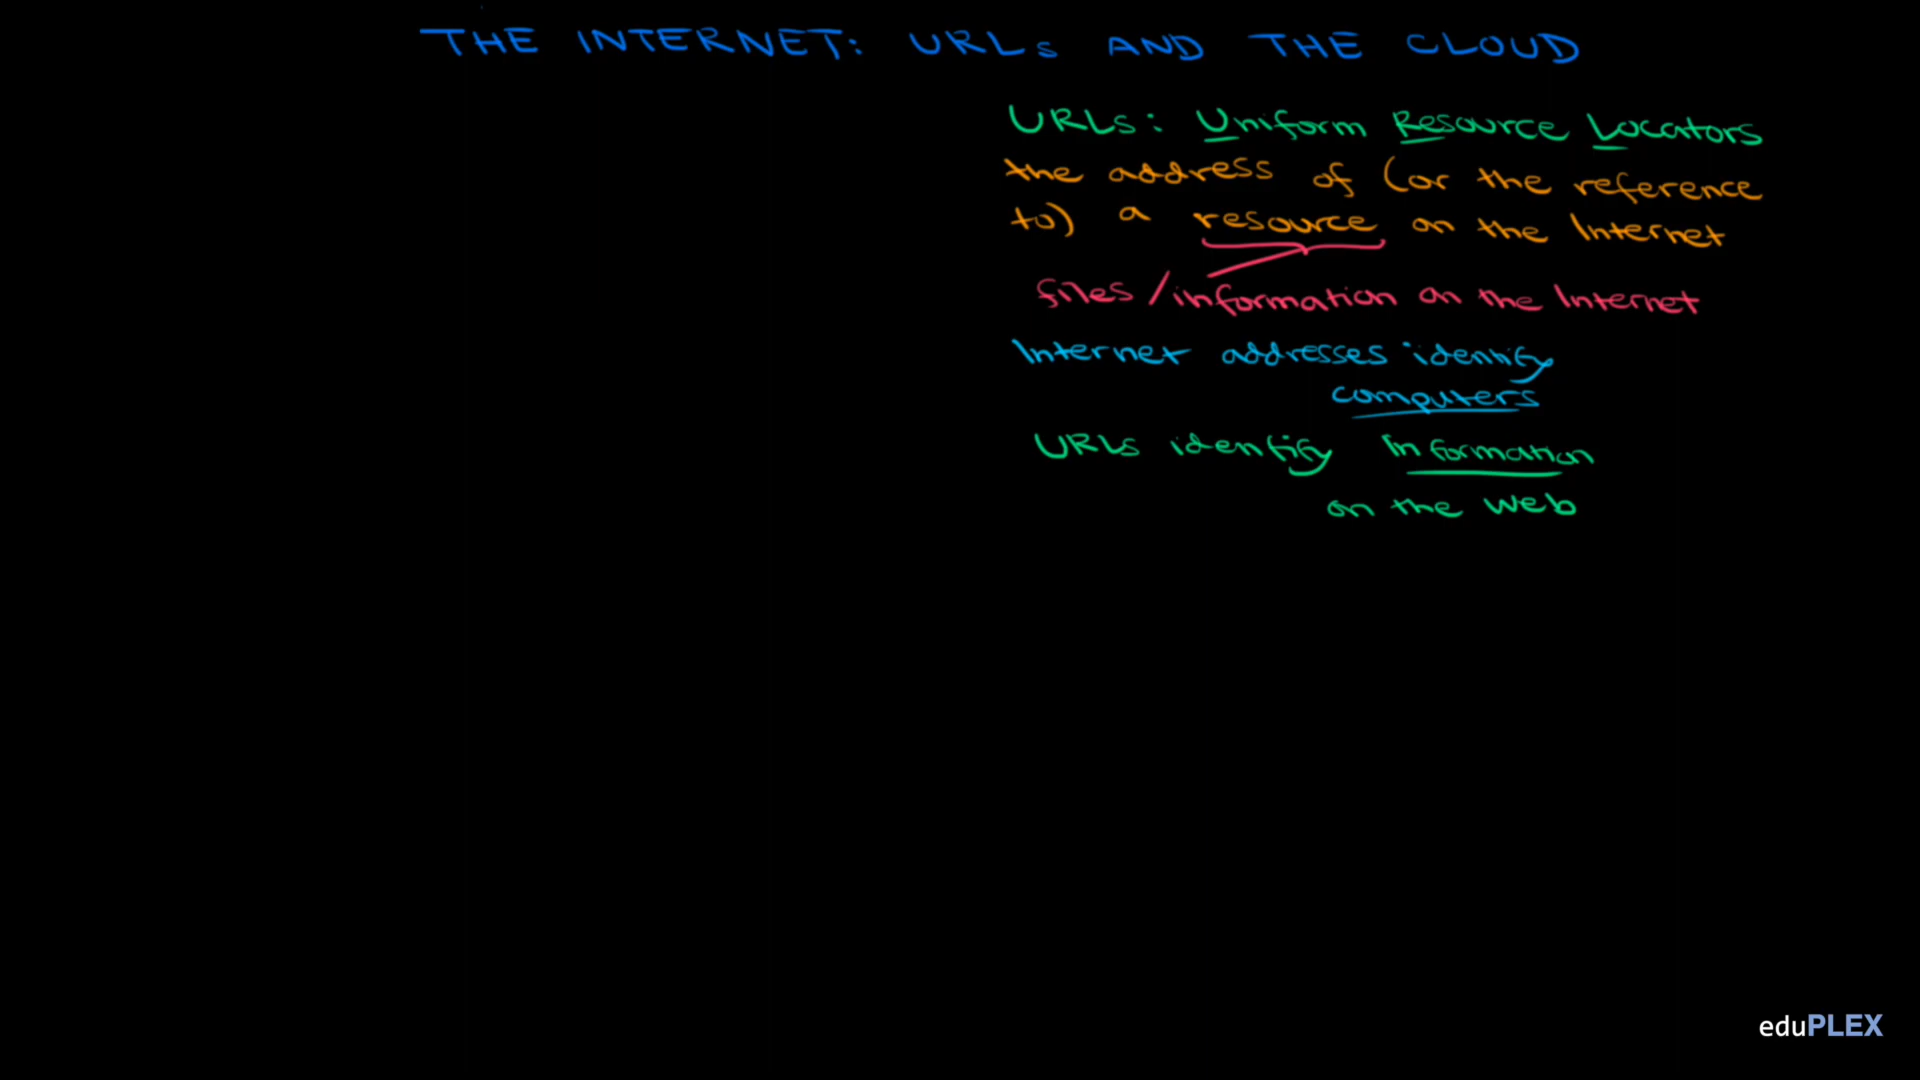 THE INTERNET: URLs AND THE CLOUD
URLs: Uniform Resource Locators
the address of (or the reference
to) a resource on the Internet
files/information on the Internet
Internet addresses identify
computers
URLs identify Information
on the web
eduPLEX